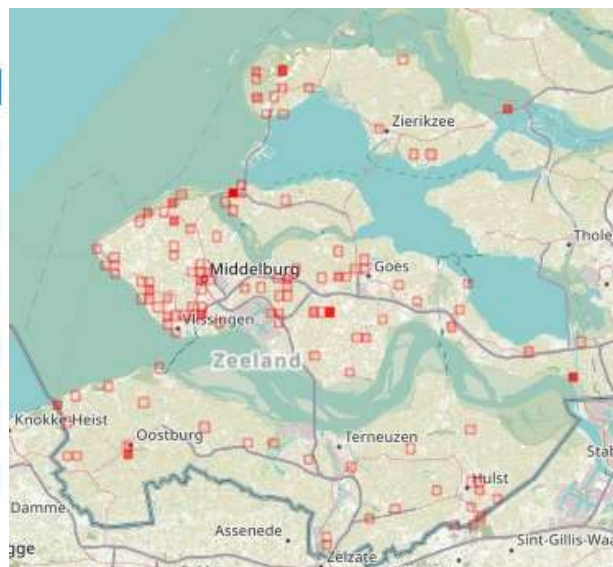 Zierikzee
Thole
Middelburg
Goes
Vlissingen
Zeeland
Knokke-Heist
Oostburg
Terneuzen
Stab
Hulst
Damme
Assenede
Sint-Gillis-Waa
gge
Zelzate